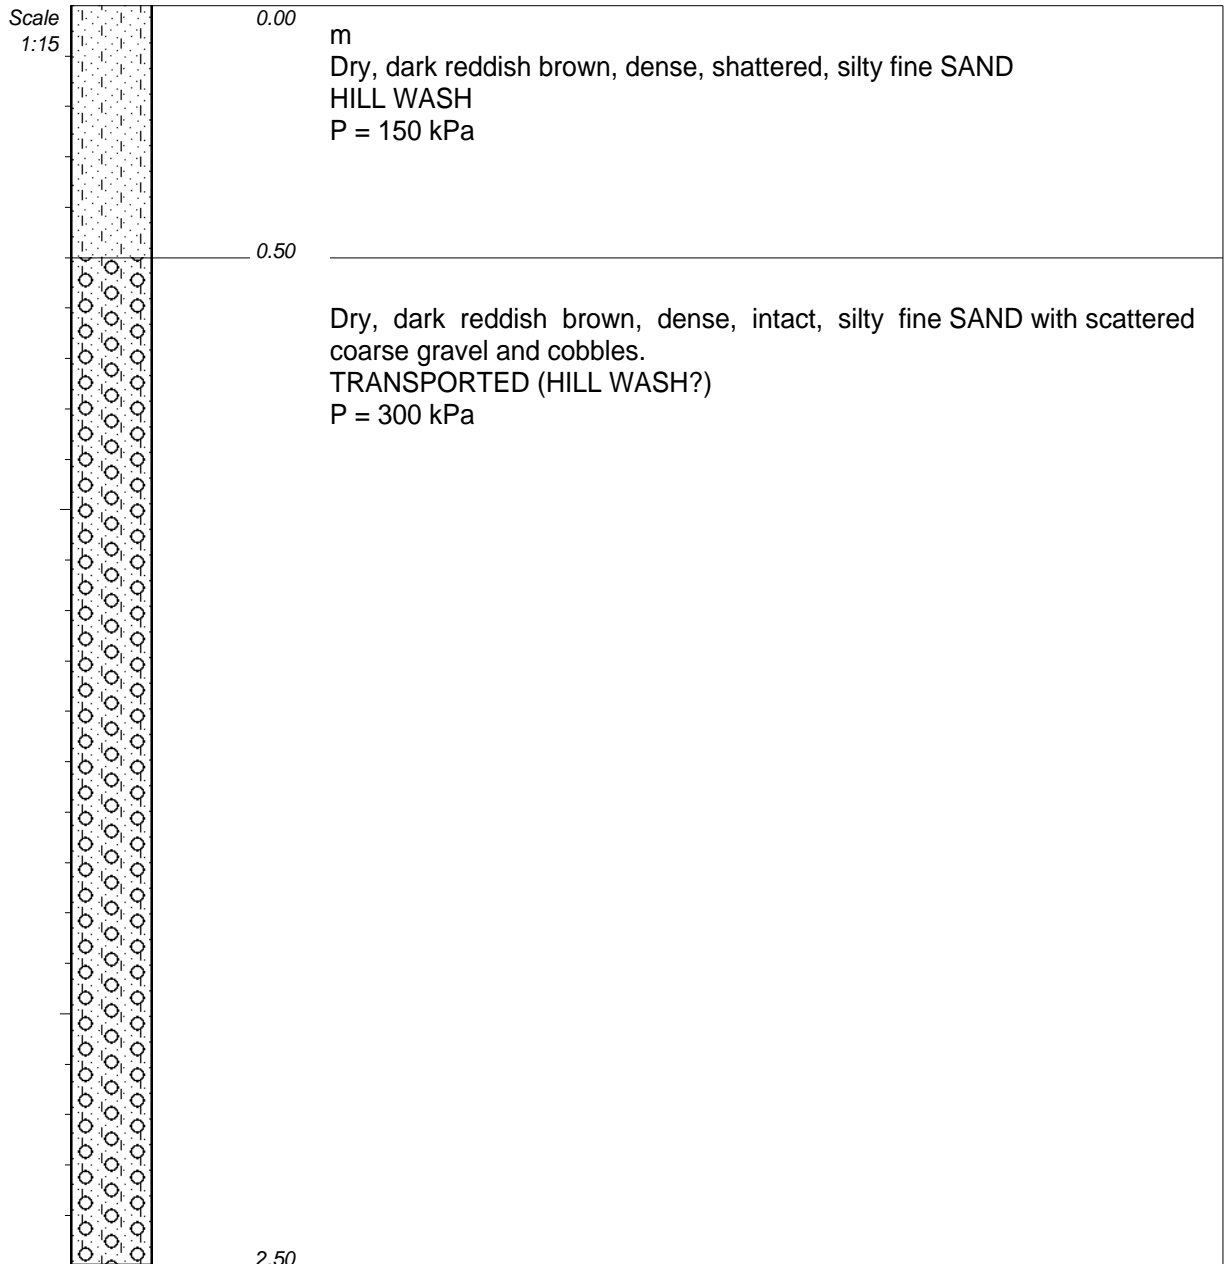 Scale
1:15
0.00
m
Dry, dark reddish brown, dense, shattered, silty fine SAND
HILL WASH
P = 150 kPa
0.50
Dry, dark reddish brown, dense, intact, silty fine SAND with scattered
coarse gravel and cobbles.
TRANSPORTED (HILL WASH?)
P = 300 kPa
2.50